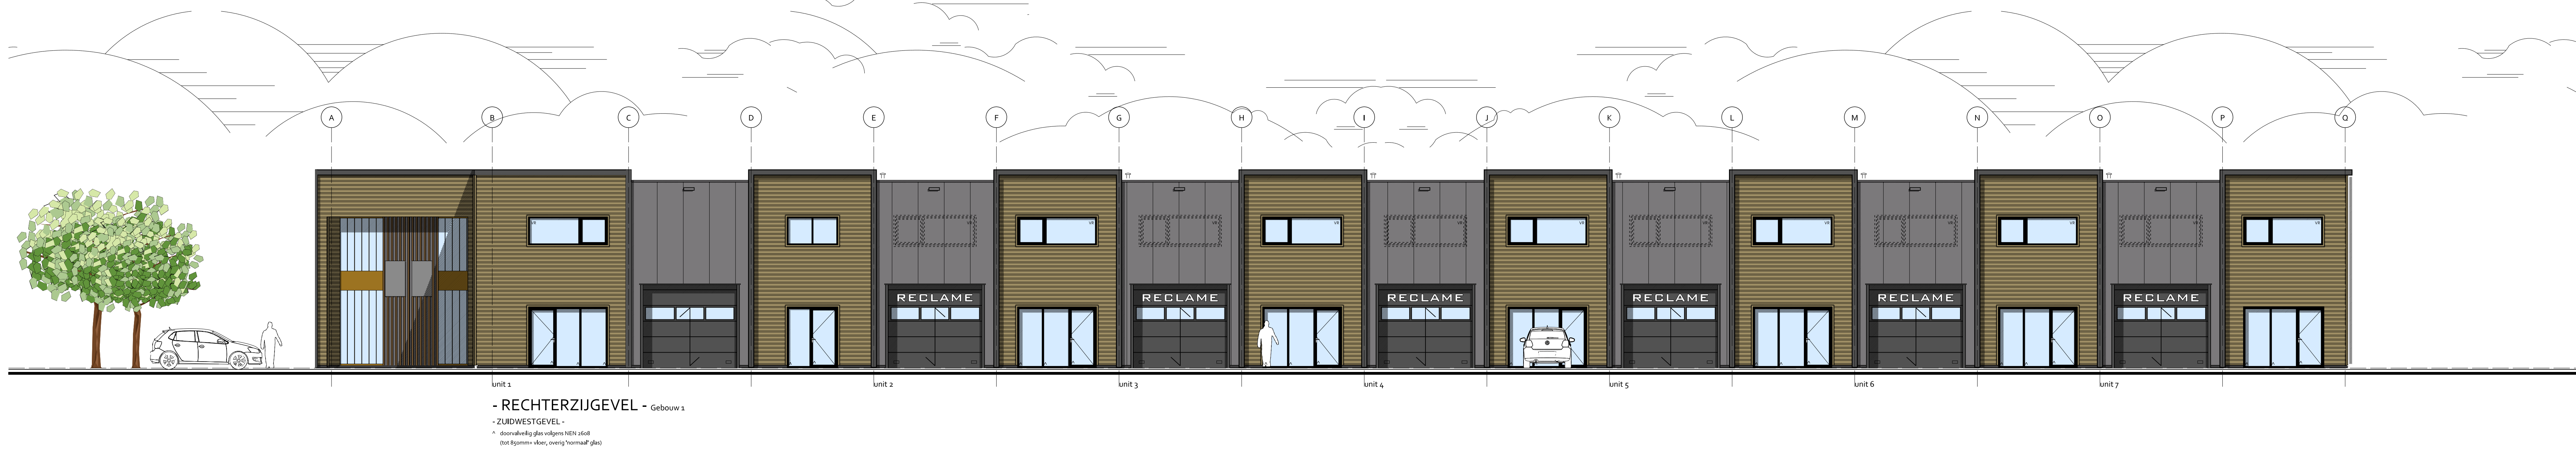 A B C D E F G H I J K L M N O P Q
RECLAME RECLAME RECLAME RECLAME RECLAME RECLAME
unit 1 unit 2 unit 3 unit 4 unit 5 unit 6 unit 7
- RECHTERZIJGEVEL - Gebouw 1
- ZUIDWESTGEVEL -
^ doorvalveilig glas volgens NEN 2608
(tot 850mm+ vloer, overig 'normaal' glas)